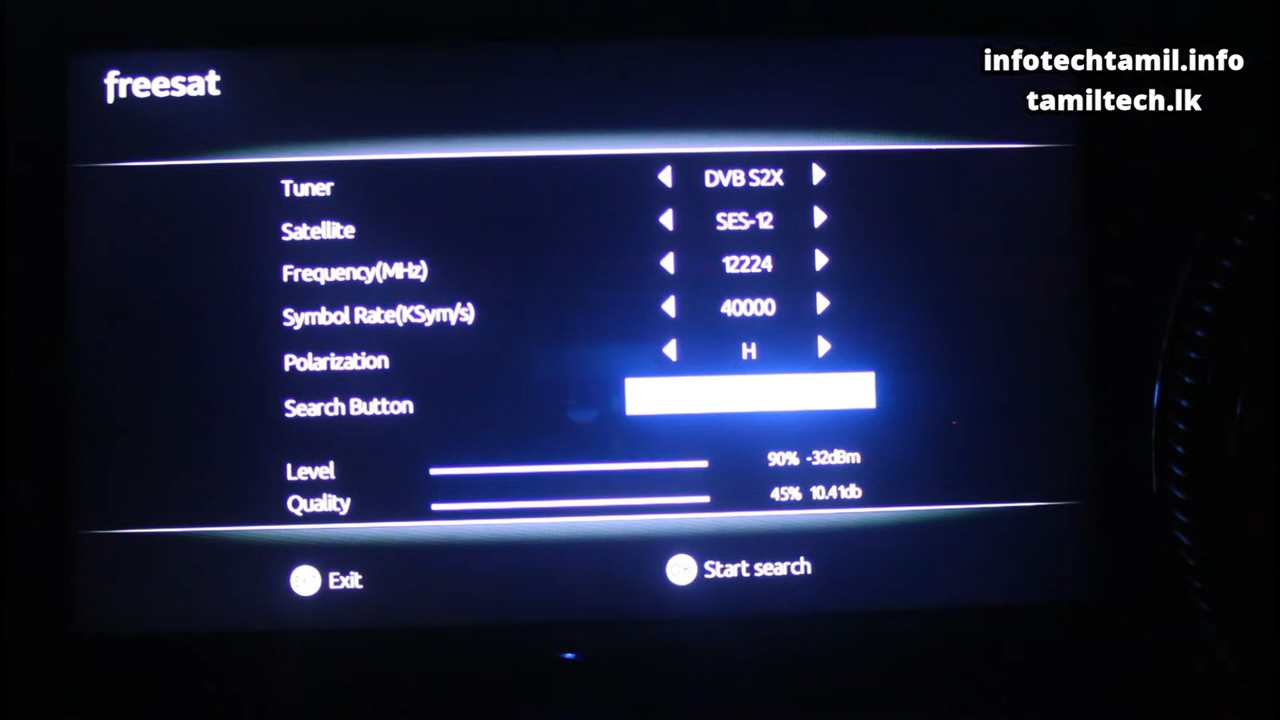 freesat
infotechtamil.info
tamiltech.lk
Tuner DVB S2X
Satellite SES-12
Frequency(MHz) 12224
Symbol Rate(KSym/s) 40000
Polarization H
Search Button
Level 90% -32dBm
Quality 45% 10.41db
Exit Start search